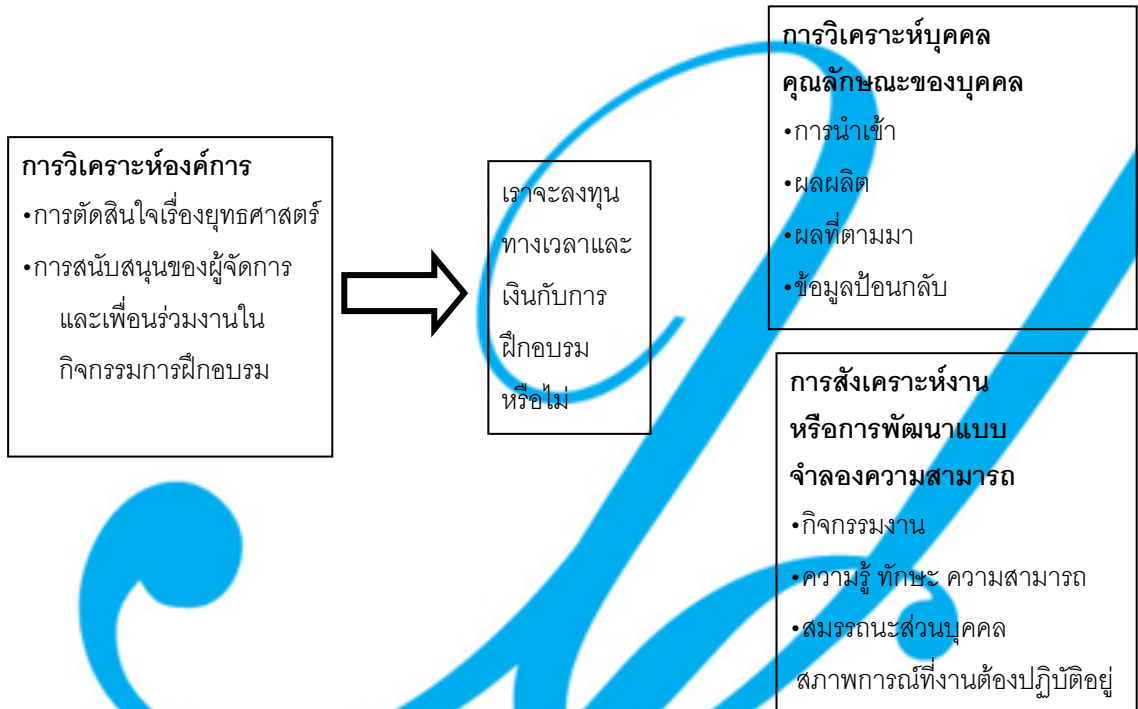 การวิเคราะห์องค์การ
•การตัดสินใจเรื่องยุทธศาสตร์
•การสนับสนุนของผู้จัดการ
และเพื่อนร่วมงานใน
กิจกรรมการฝึกอบรม
เราจะลงทุน
ทางเวลาและ
เงินกับการ
ฝึกอบรม
หรือไม่
การวิเคราะห์บุคคล
คุณลักษณะของบุคคล
•การนำเข้า
•ผลผลิต
•ผลที่ตามมา
•ข้อมูลป้อนกลับ
การสังเคราะห์งาน
หรือการพัฒนาแบบ
จำลองความสามารถ
•กิจกรรมงาน
•ความรู้ ทักษะ ความสามารถ
•สมรรถนะส่วนบุคคล
สภาพการณ์ที่งานต้องปฏิบัติอยู่